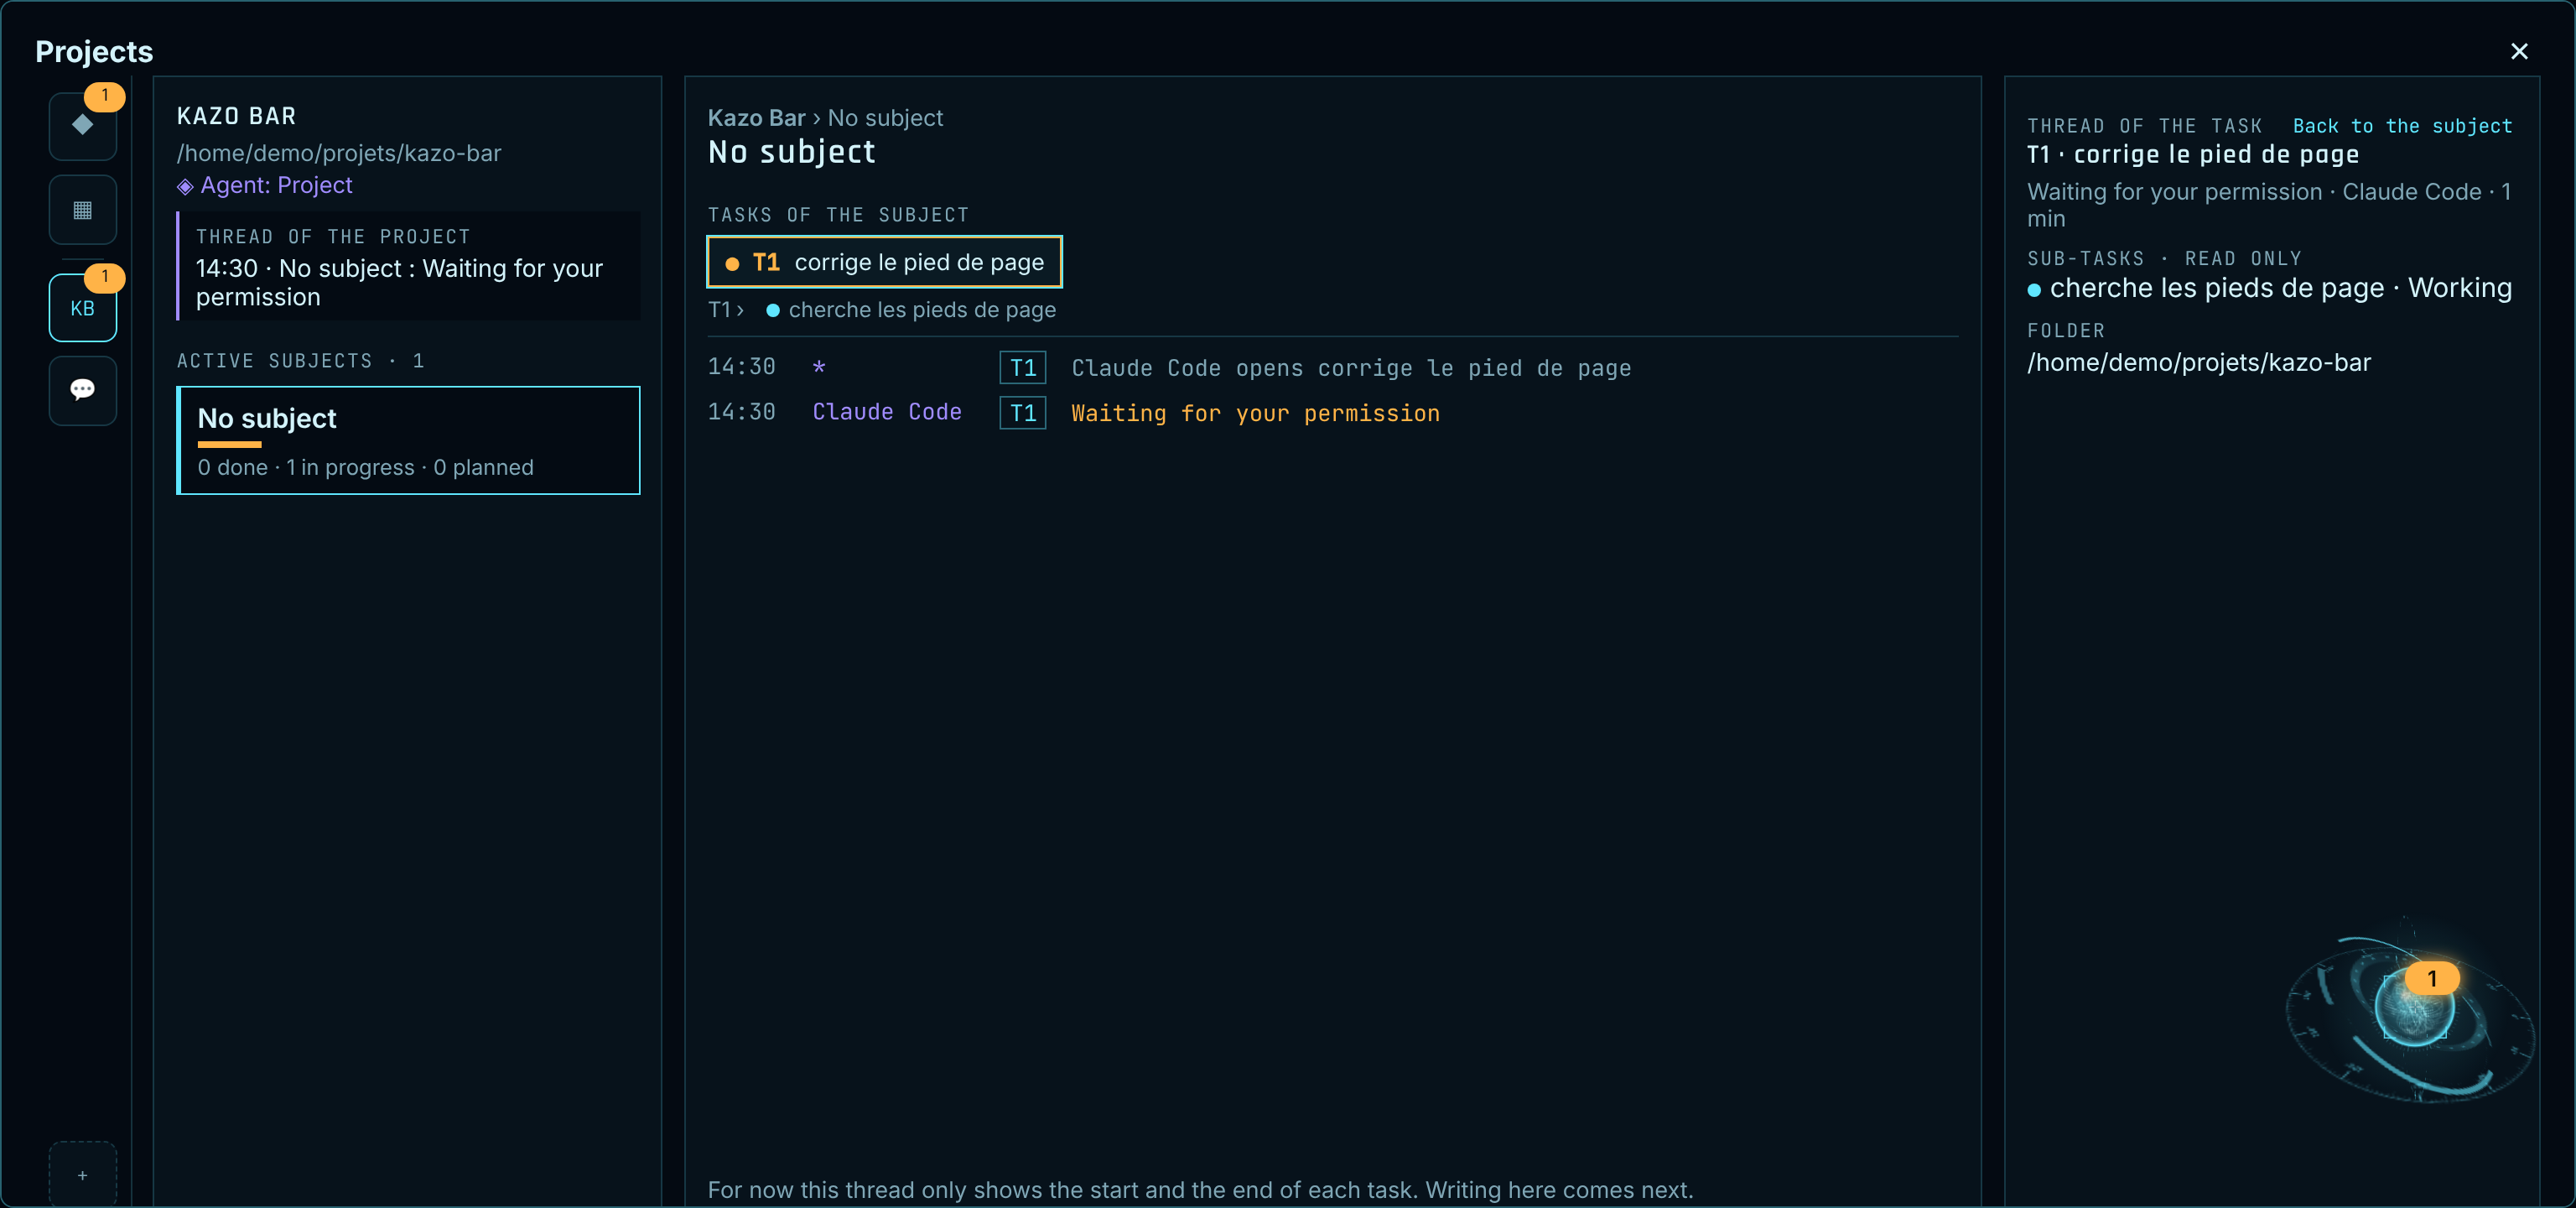 Projects
✕
1
1
KB
+
KAZO BAR
/home/demo/projets/kazo-bar
◈ Agent: Project
THREAD OF THE PROJECT
14:30 · No subject : Waiting for your
permission
ACTIVE SUBJECTS · 1
No subject
0 done · 1 in progress · 0 planned
Kazo Bar › No subject
No subject
TASKS OF THE SUBJECT
T1 corrige le pied de page
T1 › cherche les pieds de page
14:30 * T1 Claude Code opens corrige le pied de page
14:30 Claude Code T1 Waiting for your permission
For now this thread only shows the start and the end of each task. Writing here comes next.
THREAD OF THE TASK Back to the subject
T1 · corrige le pied de page
Waiting for your permission · Claude Code · 1
min
SUB-TASKS · READ ONLY
cherche les pieds de page · Working
FOLDER
/home/demo/projets/kazo-bar
1